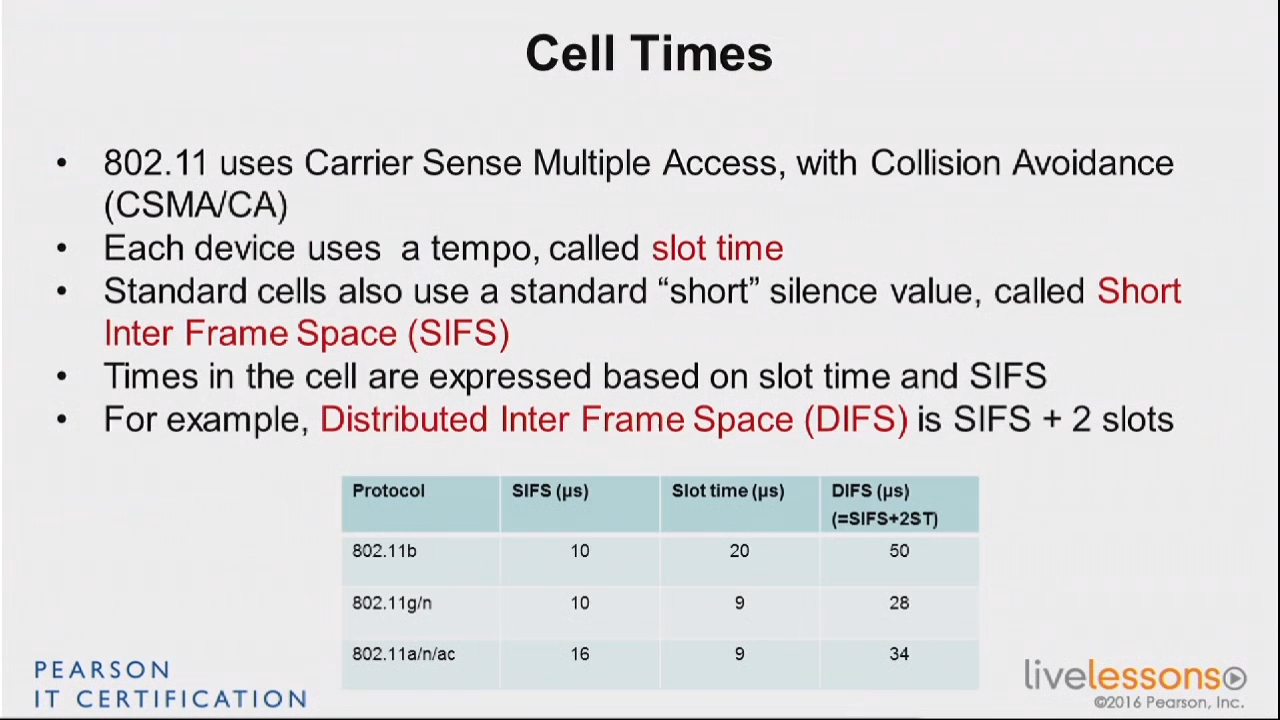 Cell Times
• 802.11 uses Carrier Sense Multiple Access, with Collision Avoidance
(CSMA/CA)
• Each device uses a tempo, called slot time
• Standard cells also use a standard “short” silence value, called Short
Inter Frame Space (SIFS)
• Times in the cell are expressed based on slot time and SIFS
• For example, Distributed Inter Frame Space (DIFS) is SIFS + 2 slots
Protocol SIFS (µs) Slot time (µs) DIFS (µs)
(=SIFS+2ST)
802.11b 10 20 50
802.11g/n 10 9 28
802.11a/n/ac 16 9 34
PEARSON
IT CERTIFICATION
livelessons
©2016 Pearson, Inc.